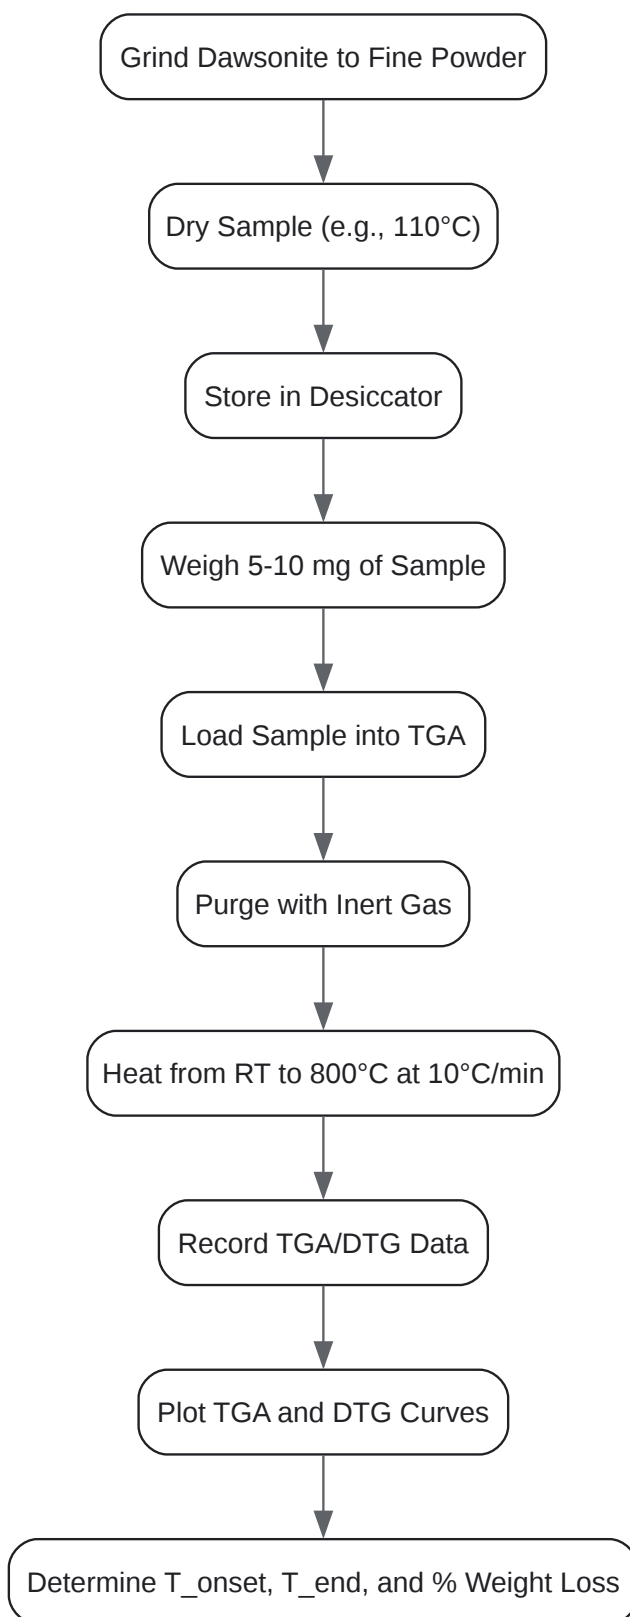 Grind Dawsonite to Fine Powder
Dry Sample (e.g., 110°C)
Store in Desiccator
Weigh 5-10 mg of Sample
Load Sample into TGA
Purge with Inert Gas
Heat from RT to 800°C at 10°C/min
Record TGA/DTG Data
Plot TGA and DTG Curves
Determine T_onset, T_end, and % Weight Loss